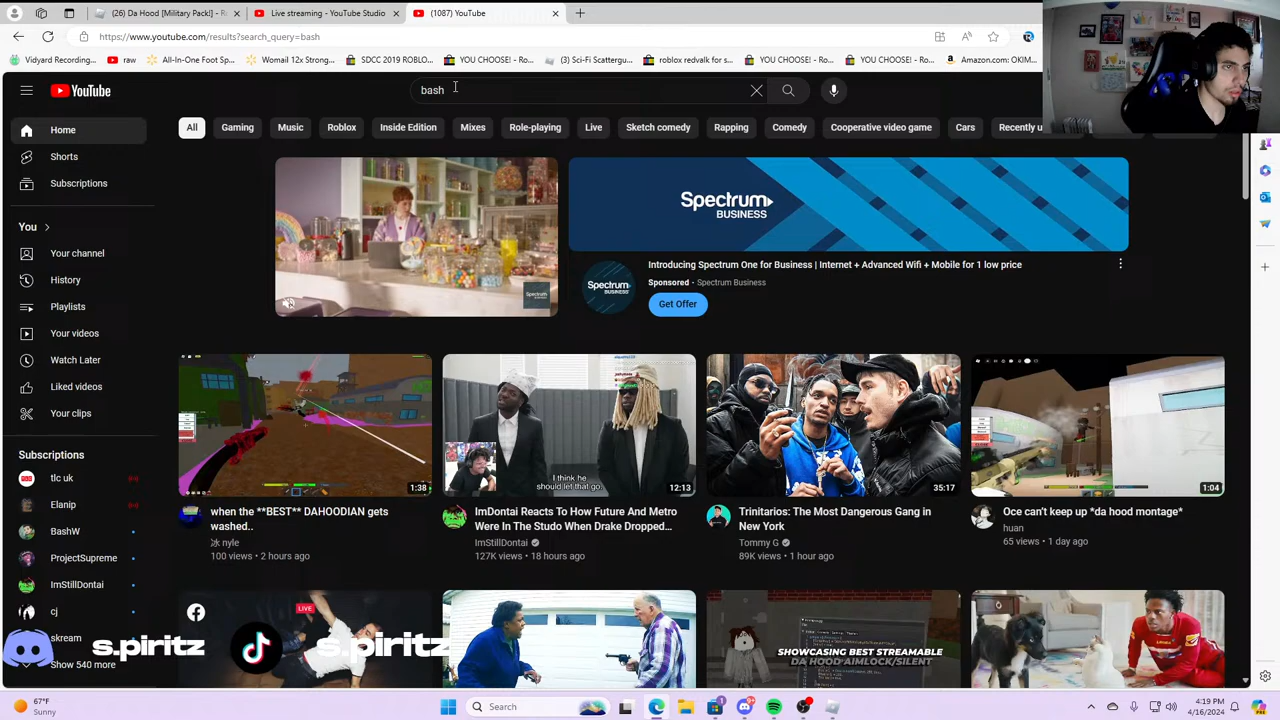 (26) Da Hood [Military Pack!] - R
Live streaming - YouTube Studio
(1087) YouTube
https://www.youtube.com/results?search_query=bash
Vidyard Recording...
raw
All-In-One Foot Sp...
Womail 12x Strong...
SDCC 2019 ROBLO...
YOU CHOOSE! - Ro...
(3) Sci-Fi Scattergu...
roblox redvalk for s...
YOU CHOOSE! - Ro...
YOU CHOOSE! - Ro...
Amazon.com: OKIM...
YouTube
bash
All
Gaming
Music
Roblox
Inside Edition
Mixes
Role-playing
Live
Sketch comedy
Rapping
Comedy
Cooperative video game
Cars
Recently u
Home
Shorts
Subscriptions
You
Your channel
History
Playlists
Your videos
Watch Later
Liked videos
Your clips
Subscriptions
tlc uk
Elanip
BashW
ProjectSupreme
ImStillDontai
cj
skream
Show 540 more
Spectrum
BUSINESS
Spectrum
BUSINESS
Introducing Spectrum One for Business | Internet + Advanced Wifi + Mobile for 1 low price
Sponsored • Spectrum Business
Get Offer
1:38
I think he
should let that go.
12:13
35:17
1:04
when the **BEST** DAHOODIAN gets
washed..
冰 nyle
100 views • 2 hours ago
ImDontai Reacts To How Future And Metro
Were In The Studo When Drake Dropped...
ImStillDontai
127K views • 18 hours ago
Trinitarios: The Most Dangerous Gang in
New York
Tommy G
89K views • 1 hour ago
Oce can't keep up *da hood montage*
huan
65 views • 1 day ago
LIVE
SHOWCASING BEST STREAMABLE
DA HOOD AIMLOCK/SILENT
s.piritz
s.piritz
67°F
Sunny
Search
4:19 PM
4/16/2024